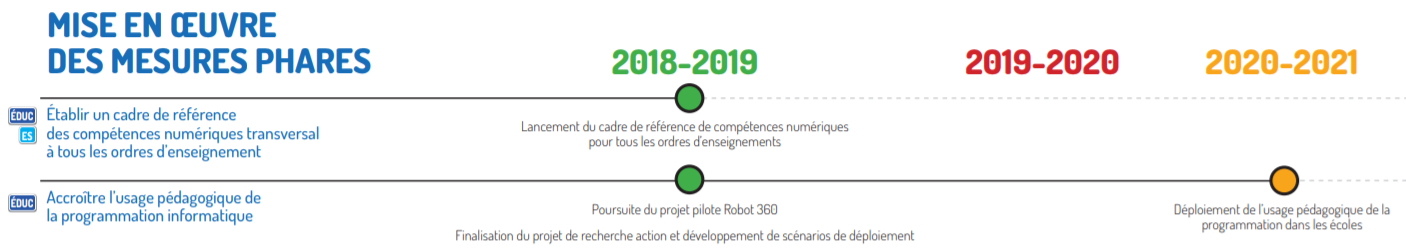 MISE EN ŒUVRE
DES MESURES PHARES
2018-2019
2019-2020
2020-2021
ÉDUC
ES
Établir un cadre de référence
des compétences numériques transversal
à tous les ordres d'enseignement
Lancement du cadre de référence de compétences numériques
pour tous les ordres d'enseignements
ÉDUC
Accroître l'usage pédagogique de
la programmation informatique
Poursuite du projet pilote Robot 360
Finalisation du projet de recherche action et développement de scénarios de déploiement
Déploiement de l'usage pédagogique de la
programmation dans les écoles